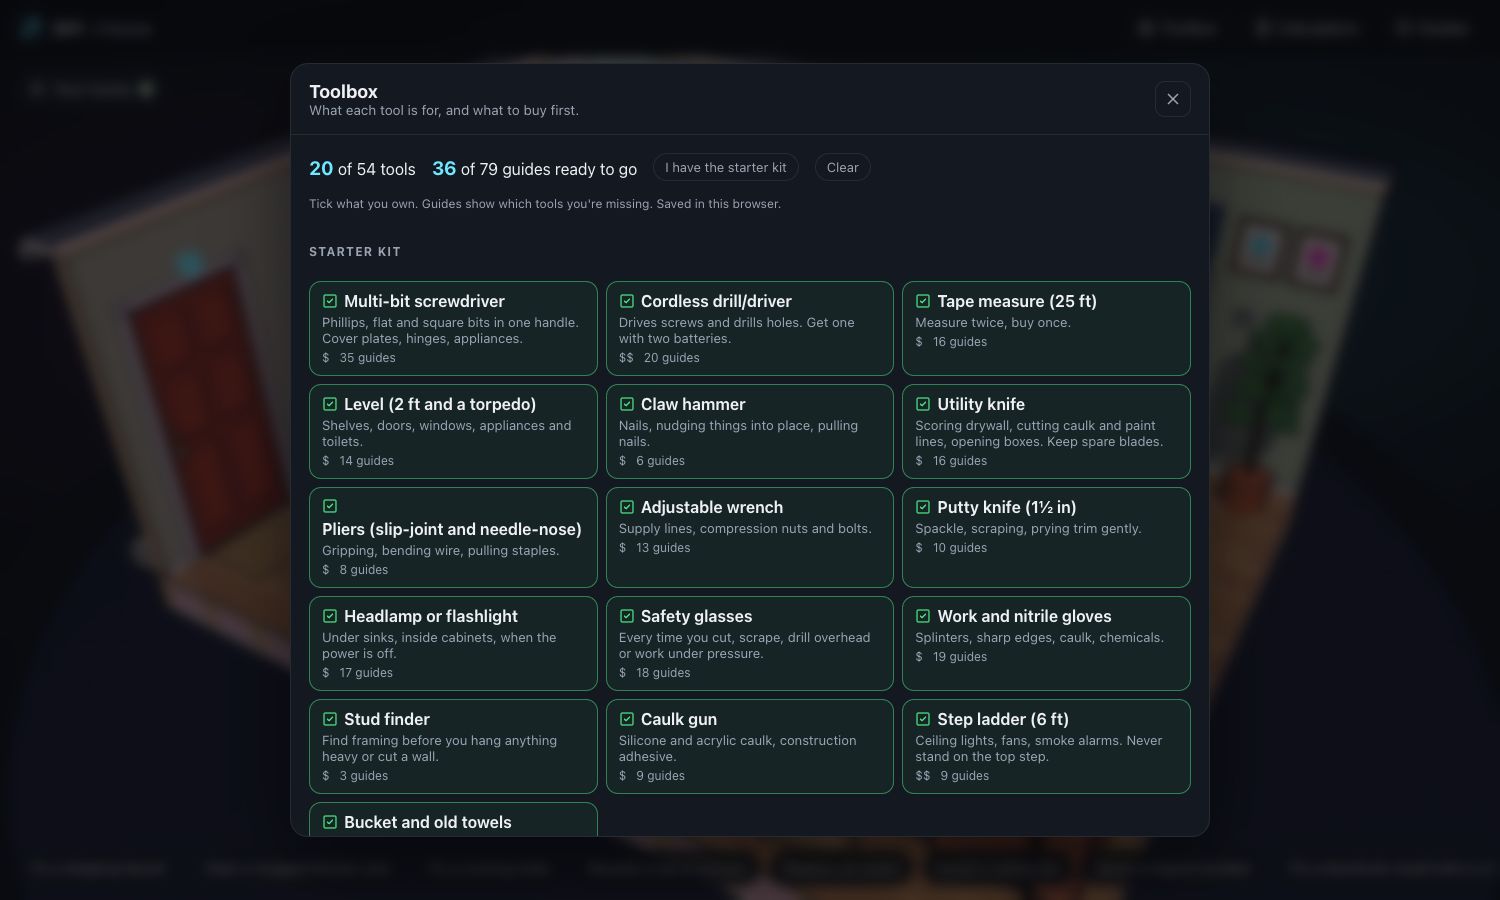 Toolbox
What each tool is for, and what to buy first.
20 of 54 tools 36 of 79 guides ready to go I have the starter kit Clear
Tick what you own. Guides show which tools you're missing. Saved in this browser.
STARTER KIT
Multi-bit screwdriver
Phillips, flat and square bits in one handle.
Cover plates, hinges, appliances.
$ 35 guides
Cordless drill/driver
Drives screws and drills holes. Get one
with two batteries.
$$ 20 guides
Tape measure (25 ft)
Measure twice, buy once.
$ 16 guides
Level (2 ft and a torpedo)
Shelves, doors, windows, appliances and
toilets.
$ 14 guides
Claw hammer
Nails, nudging things into place, pulling
nails.
$ 6 guides
Utility knife
Scoring drywall, cutting caulk and paint
lines, opening boxes. Keep spare blades.
$ 16 guides
Pliers (slip-joint and needle-nose)
Gripping, bending wire, pulling staples.
$ 8 guides
Adjustable wrench
Supply lines, compression nuts and bolts.
$ 13 guides
Putty knife (1½ in)
Spackle, scraping, prying trim gently.
$ 10 guides
Headlamp or flashlight
Under sinks, inside cabinets, when the
power is off.
$ 17 guides
Safety glasses
Every time you cut, scrape, drill overhead
or work under pressure.
$ 18 guides
Work and nitrile gloves
Splinters, sharp edges, caulk, chemicals.
$ 19 guides
Stud finder
Find framing before you hang anything
heavy or cut a wall.
$ 3 guides
Caulk gun
Silicone and acrylic caulk, construction
adhesive.
$ 9 guides
Step ladder (6 ft)
Ceiling lights, fans, smoke alarms. Never
stand on the top step.
$$ 9 guides
Bucket and old towels